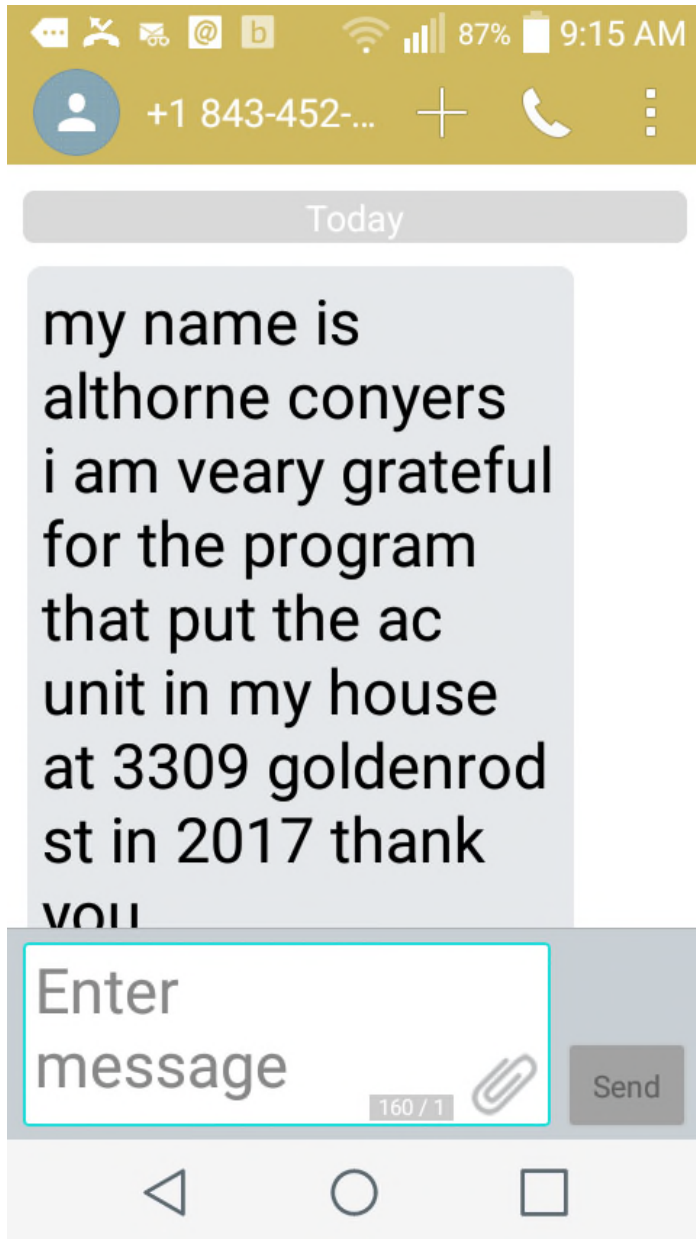 87% 9:15 AM
+1 843-452-...
Today
my name is
althorne conyers
i am veary grateful
for the program
that put the ac
unit in my house
at 3309 goldenrod
st in 2017 thank
you
Enter
message
160 / 1
Send